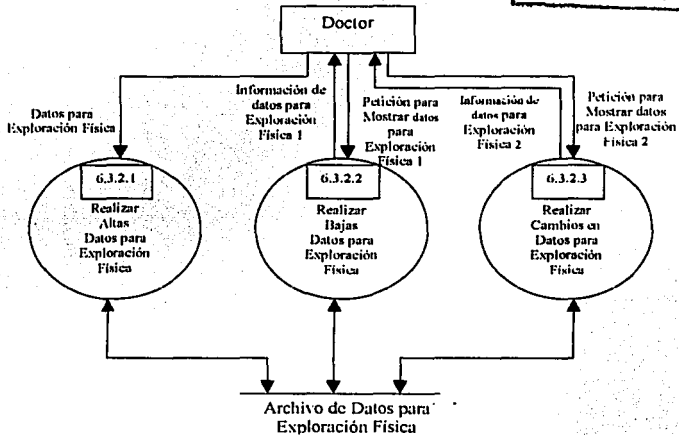 Doctor
Datos para
Exploración Física
Información de
datos para
Exploración
Física 1
Petición para
Mostrar datos
para
Exploración
Física 1
Información de
datos para
Exploración
Física 2
Petición para
Mostrar datos
para Exploración
Física 2
6.3.2.1
Realizar
Altas
Datos para
Exploración
Física
6.3.2.2
Realizar
Bajas
Datos para
Exploración
Física
6.3.2.3
Realizar
Cambios en
Datos para
Exploración
Física
Archivo de Datos para
Exploración Física